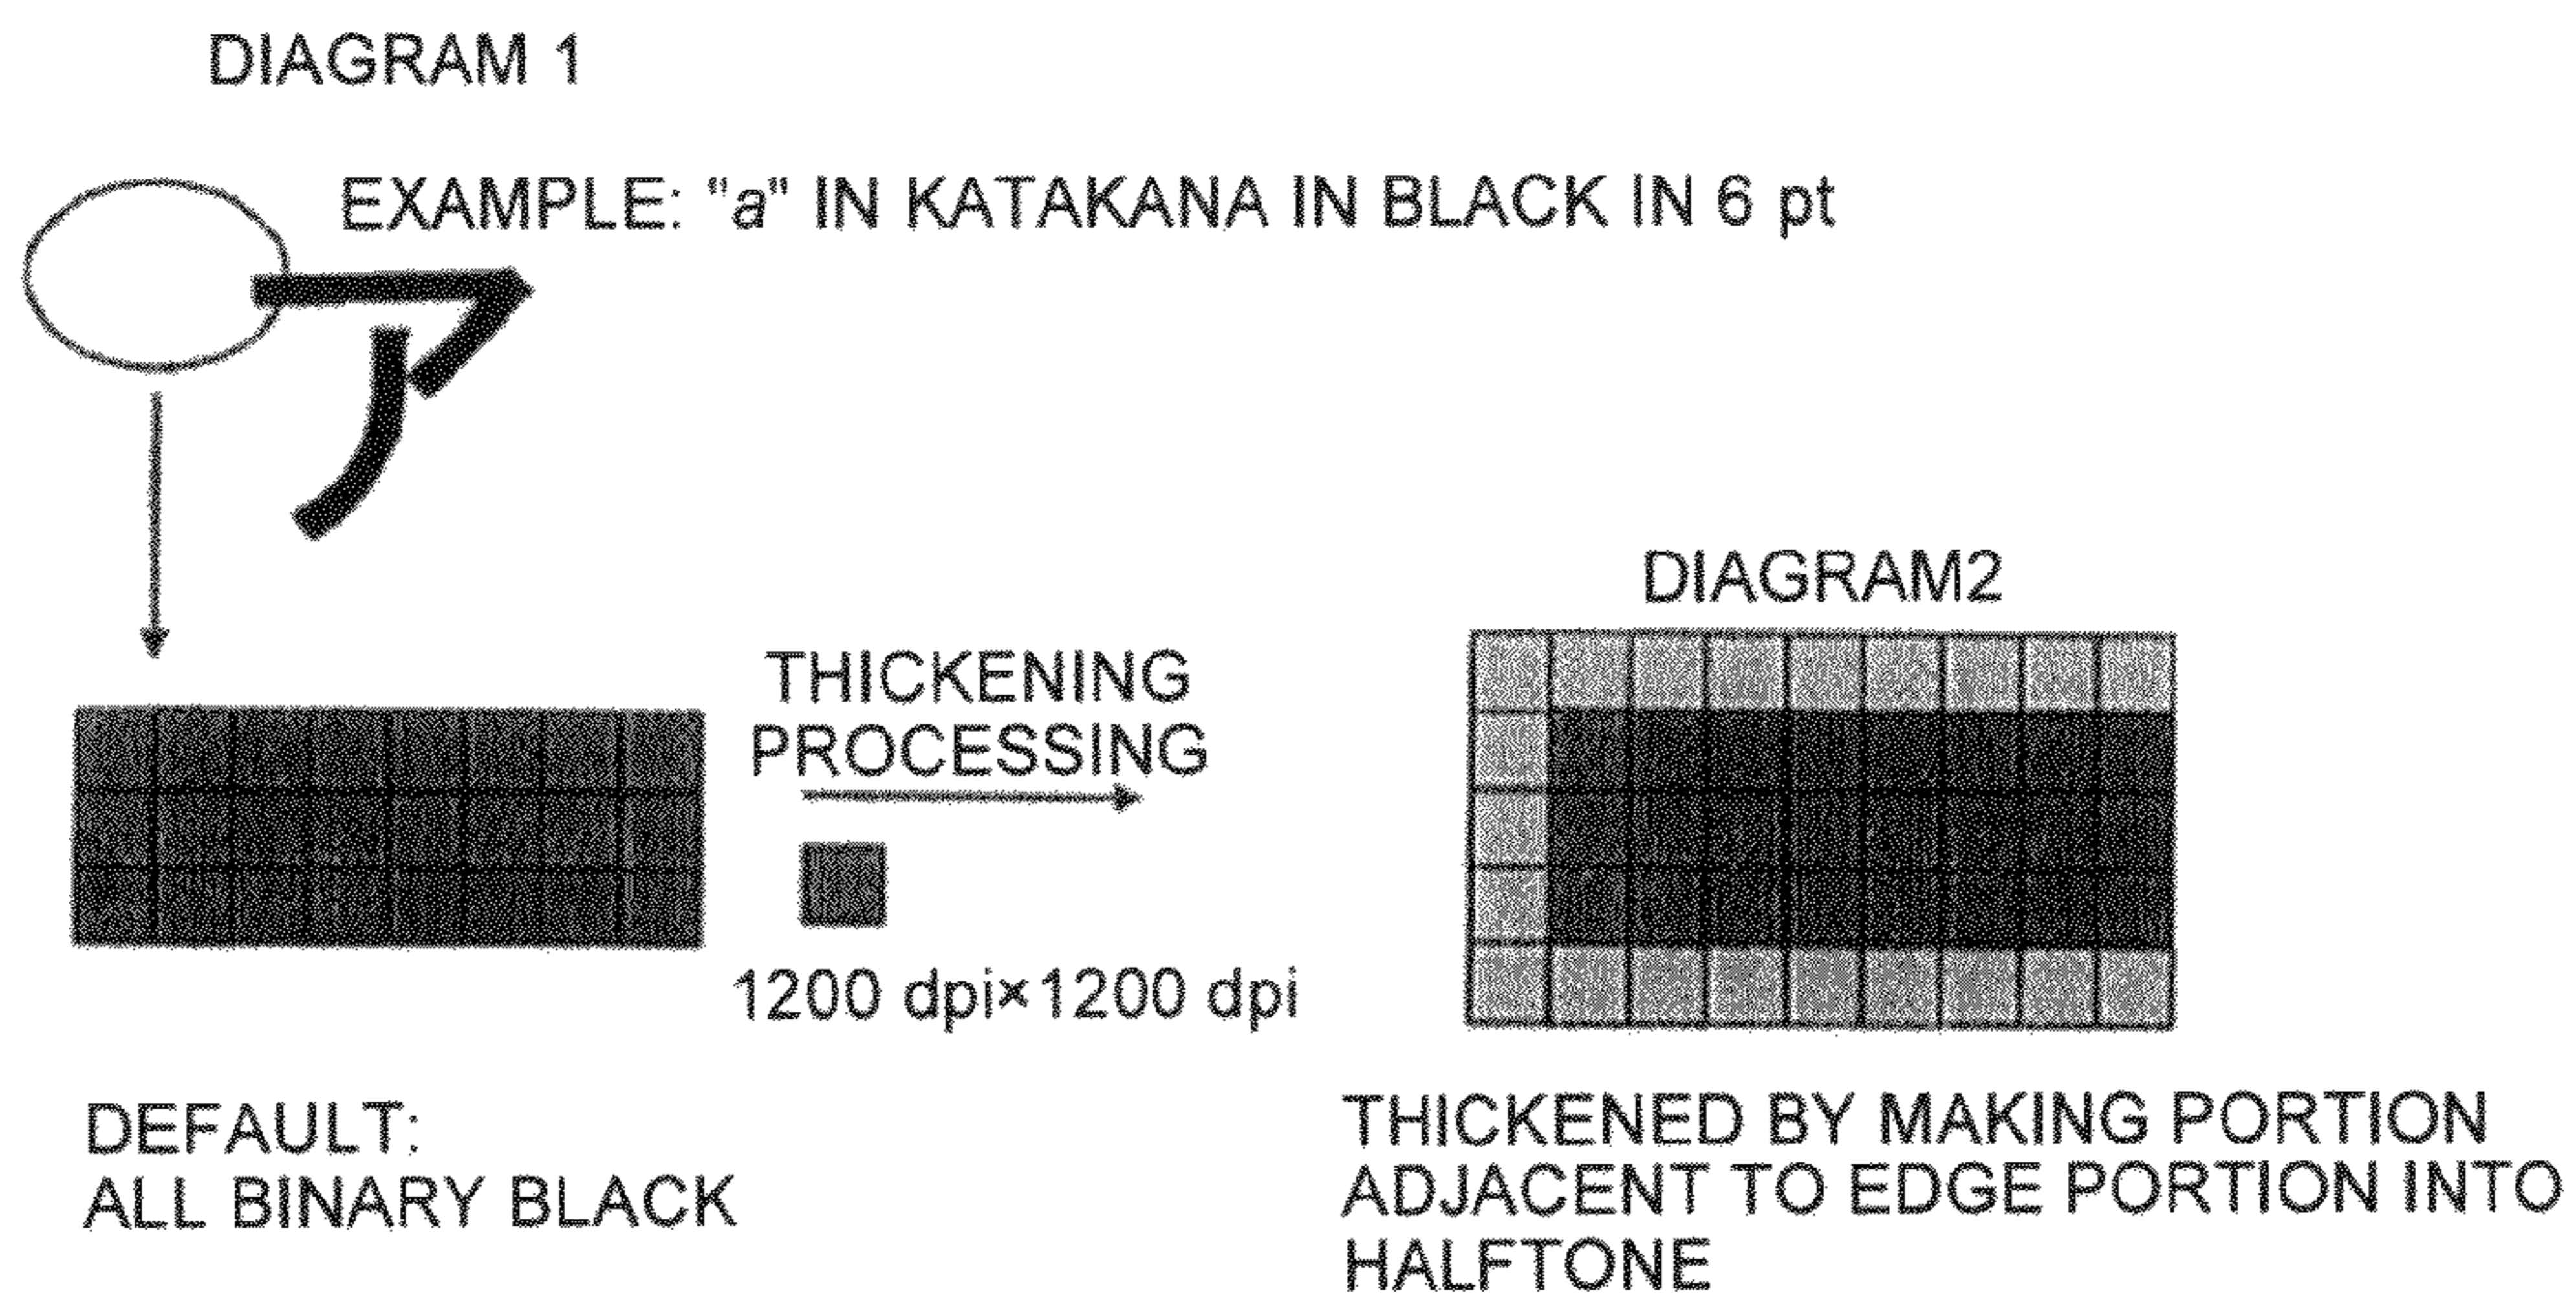 DIAGRAM 1
EXAMPLE: "a" IN KATAKANA IN BLACK IN 6 pt
ア
DIAGRAM2
THICKENING
PROCESSING
1200 dpi×1200 dpi
DEFAULT:
ALL BINARY BLACK
THICKENED BY MAKING PORTION
ADJACENT TO EDGE PORTION INTO
HALFTONE